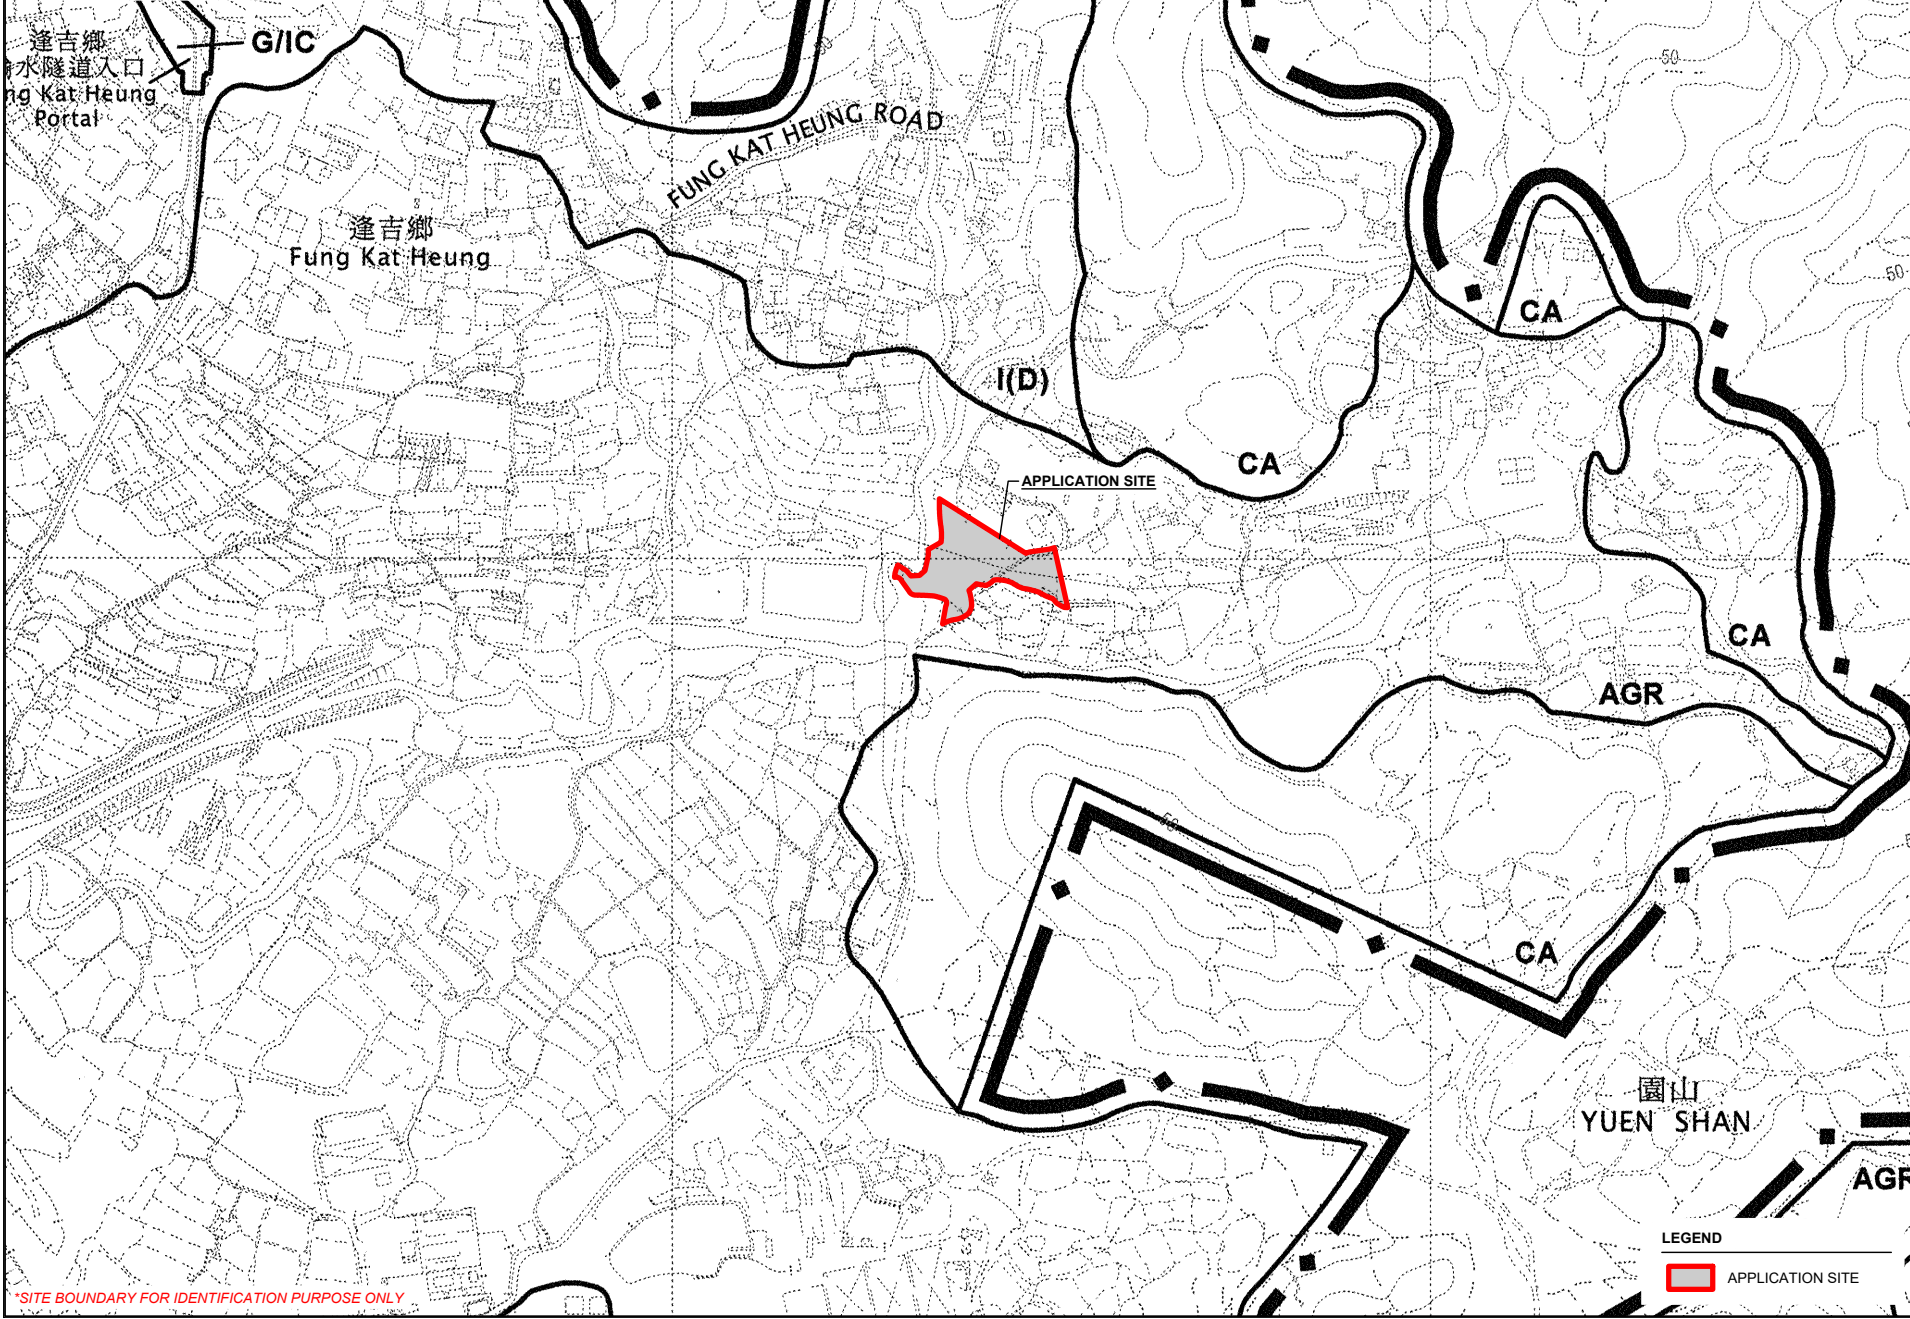 逢吉鄉
水隧道入口
ng Kat Heung
Portal
G/IC
FUNG KAT HEUNG ROAD
50
50
逢吉鄉
Fung Kat Heung
CA
I(D)
CA
APPLICATION SITE
CA
AGR
50
CA
園山
YUEN SHAN
AGR
LEGEND
APPLICATION SITE
*SITE BOUNDARY FOR IDENTIFICATION PURPOSE ONLY